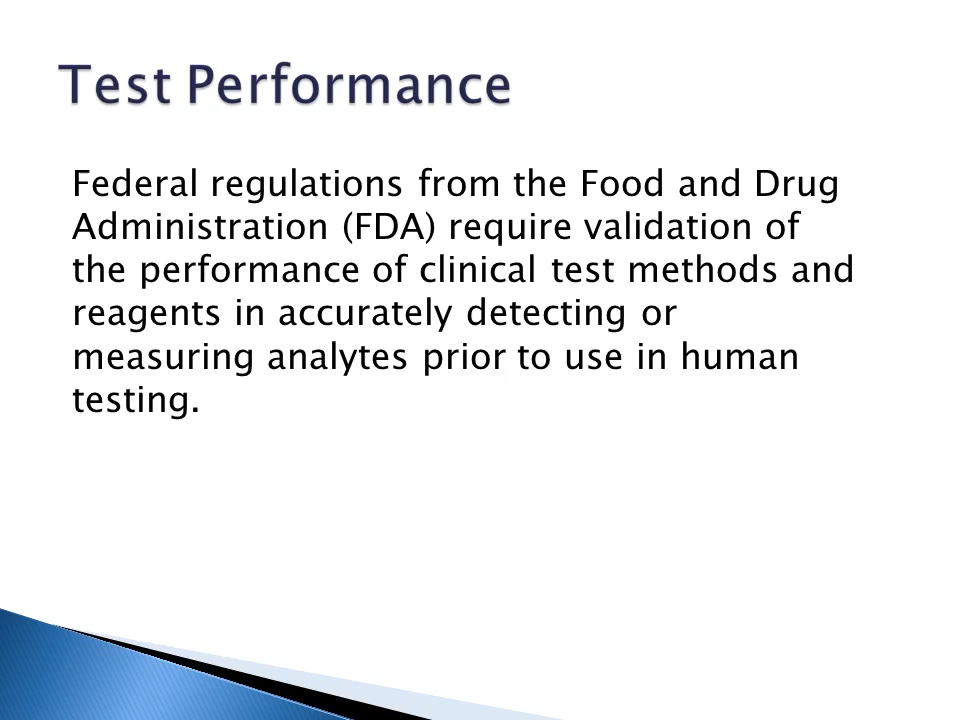 Test Performance
Federal regulations from the Food and Drug
Administration (FDA) require validation of
the performance of clinical test methods and
reagents in accurately detecting or
measuring analytes prior to use in human
testing.